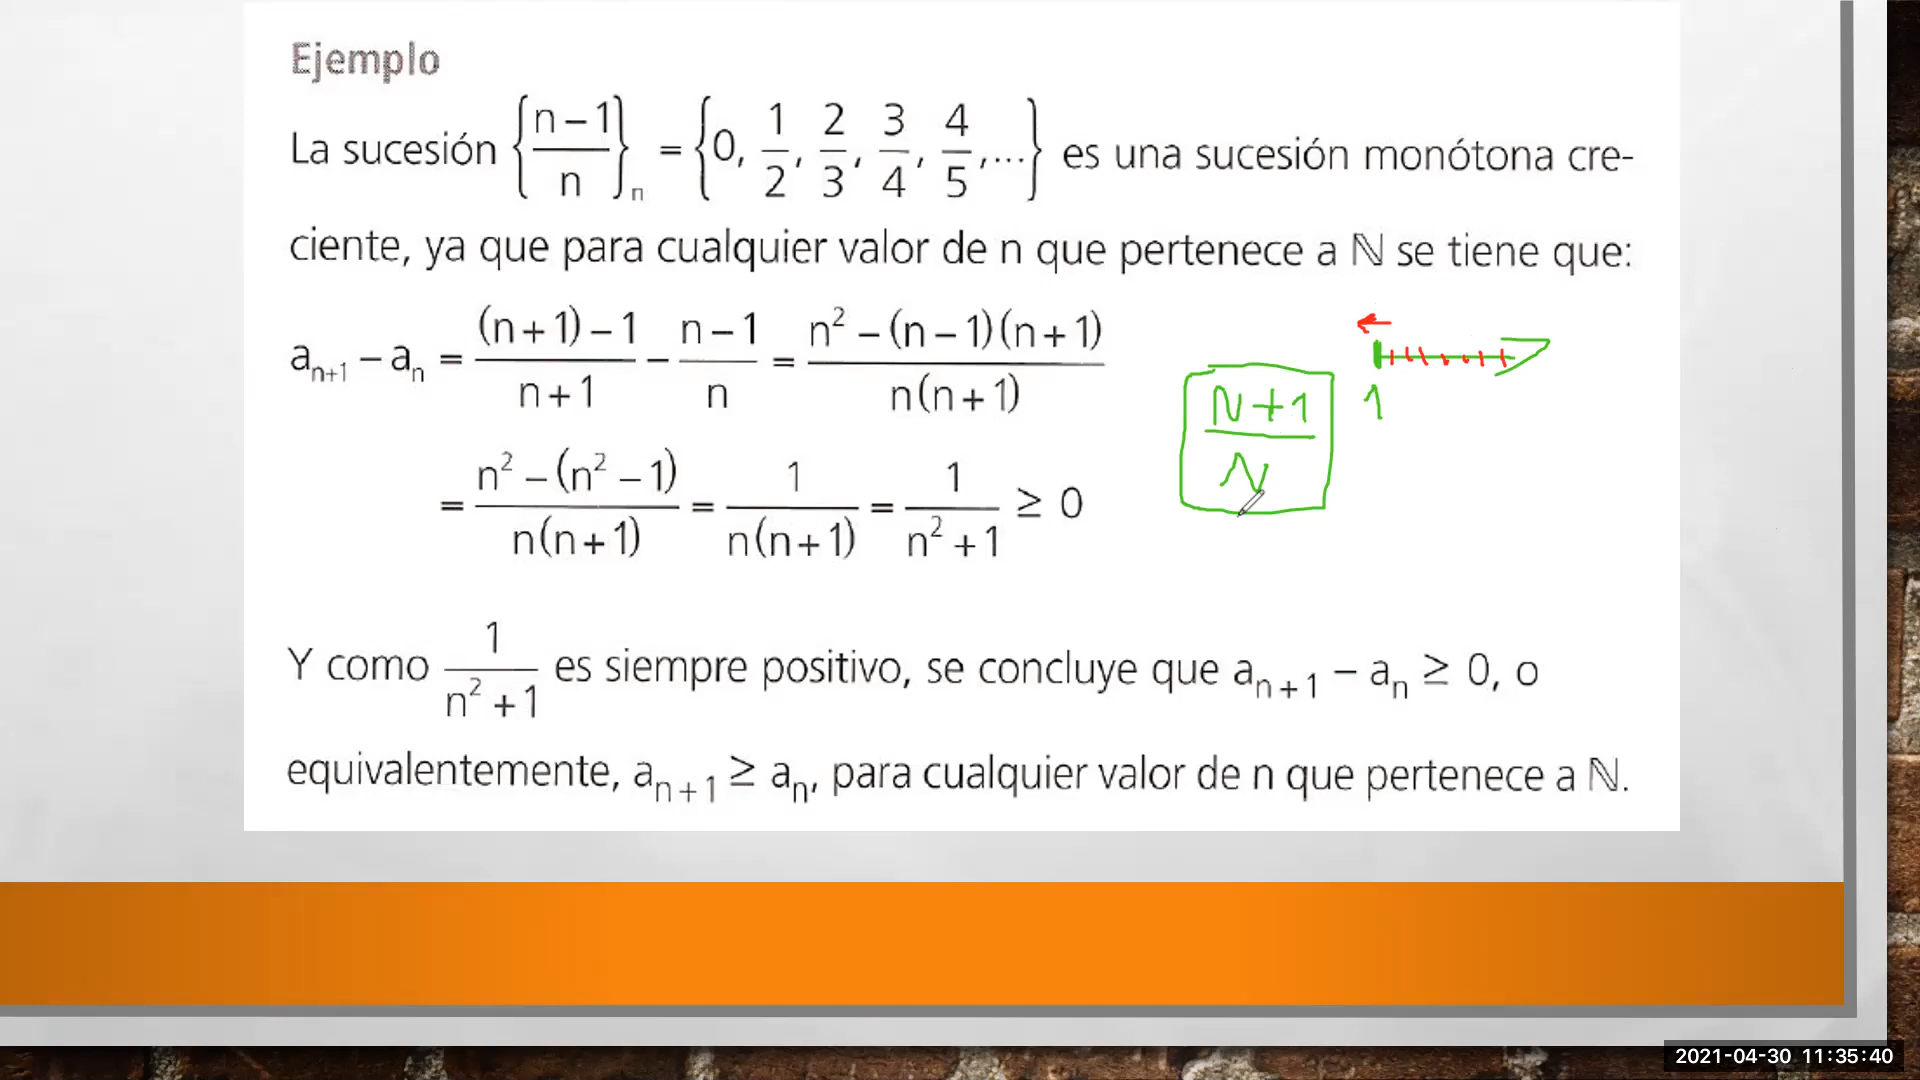 Ejemplo
La sucesión {(n – 1)/n}ₙ = {0, 1/2, 2/3, 3/4, 4/5, ...} es una sucesión monótona cre-
ciente, ya que para cualquier valor de n que pertenece a ℕ se tiene que:
aₙ₊₁ – aₙ = ((n + 1) – 1)/(n + 1) – (n – 1)/n = (n² – (n – 1)(n + 1))/(n(n + 1))
= (n² – (n² – 1))/(n(n + 1)) = 1/(n(n + 1)) = 1/(n² + 1) ≥ 0
N+1
N
1
Y como 1/(n² + 1) es siempre positivo, se concluye que aₙ₊₁ – aₙ ≥ 0, o
equivalentemente, aₙ₊₁ ≥ aₙ, para cualquier valor de n que pertenece a ℕ.
2021-04-30 11:35:40